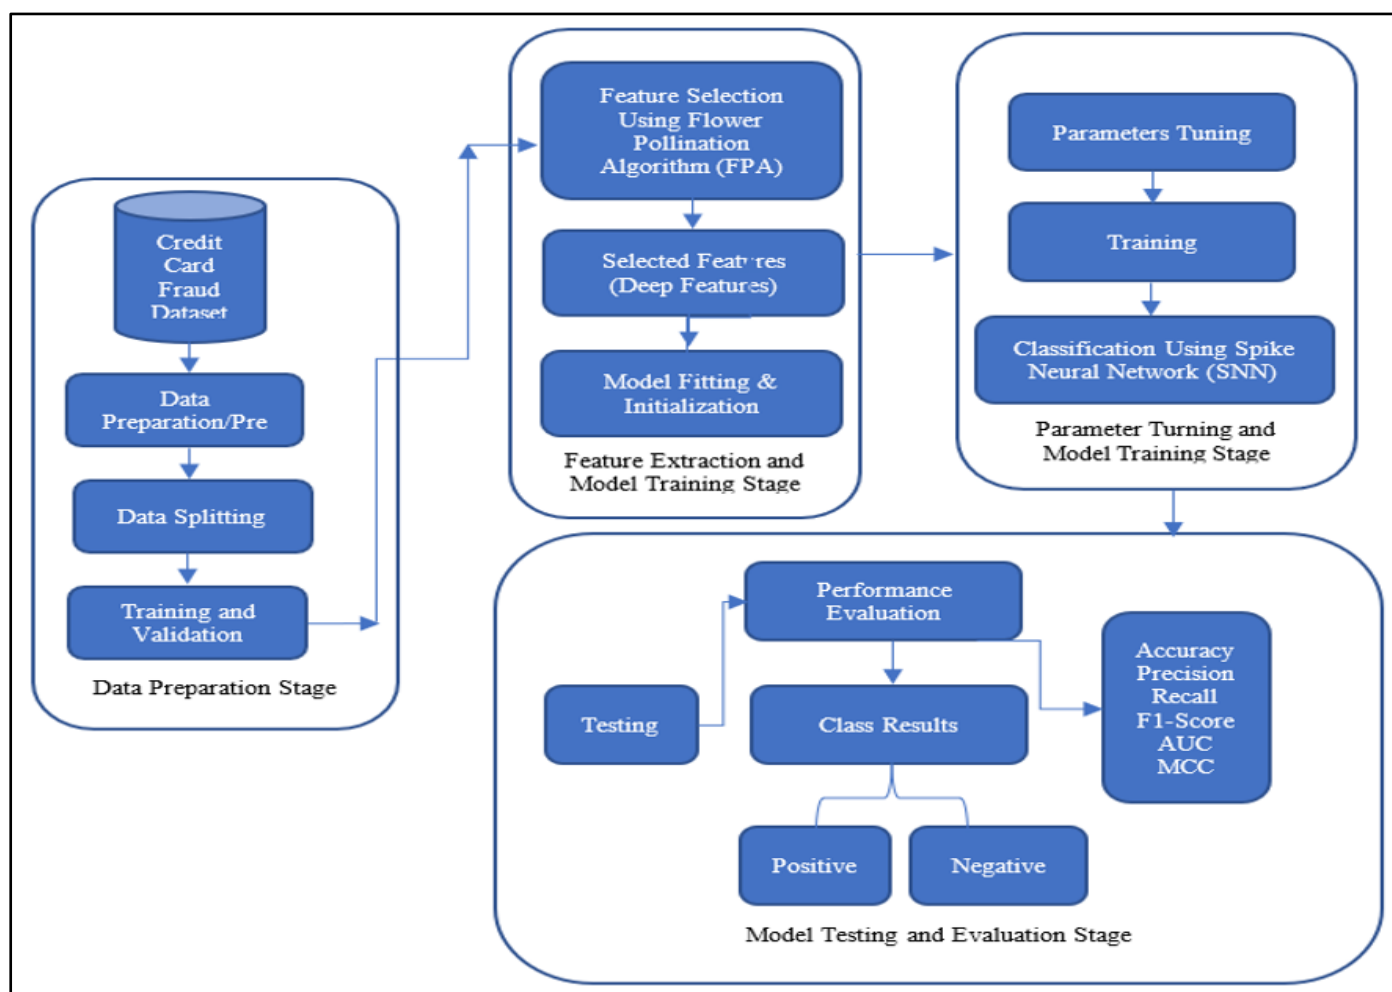 Credit
Card
Fraud
Dataset
Data
Preparation/Pre
Data Splitting
Training and
Validation
Data Preparation Stage
Feature Selection
Using Flower
Pollination
Algorithm (FPA)
Selected Features
(Deep Features)
Model Fitting &
Initialization
Feature Extraction and
Model Training Stage
Parameters Tuning
Training
Classification Using Spike
Neural Network (SNN)
Parameter Turning and
Model Training Stage
Performance
Evaluation
Testing
Class Results
Accuracy
Precision
Recall
F1-Score
AUC
MCC
Positive
Negative
Model Testing and Evaluation Stage